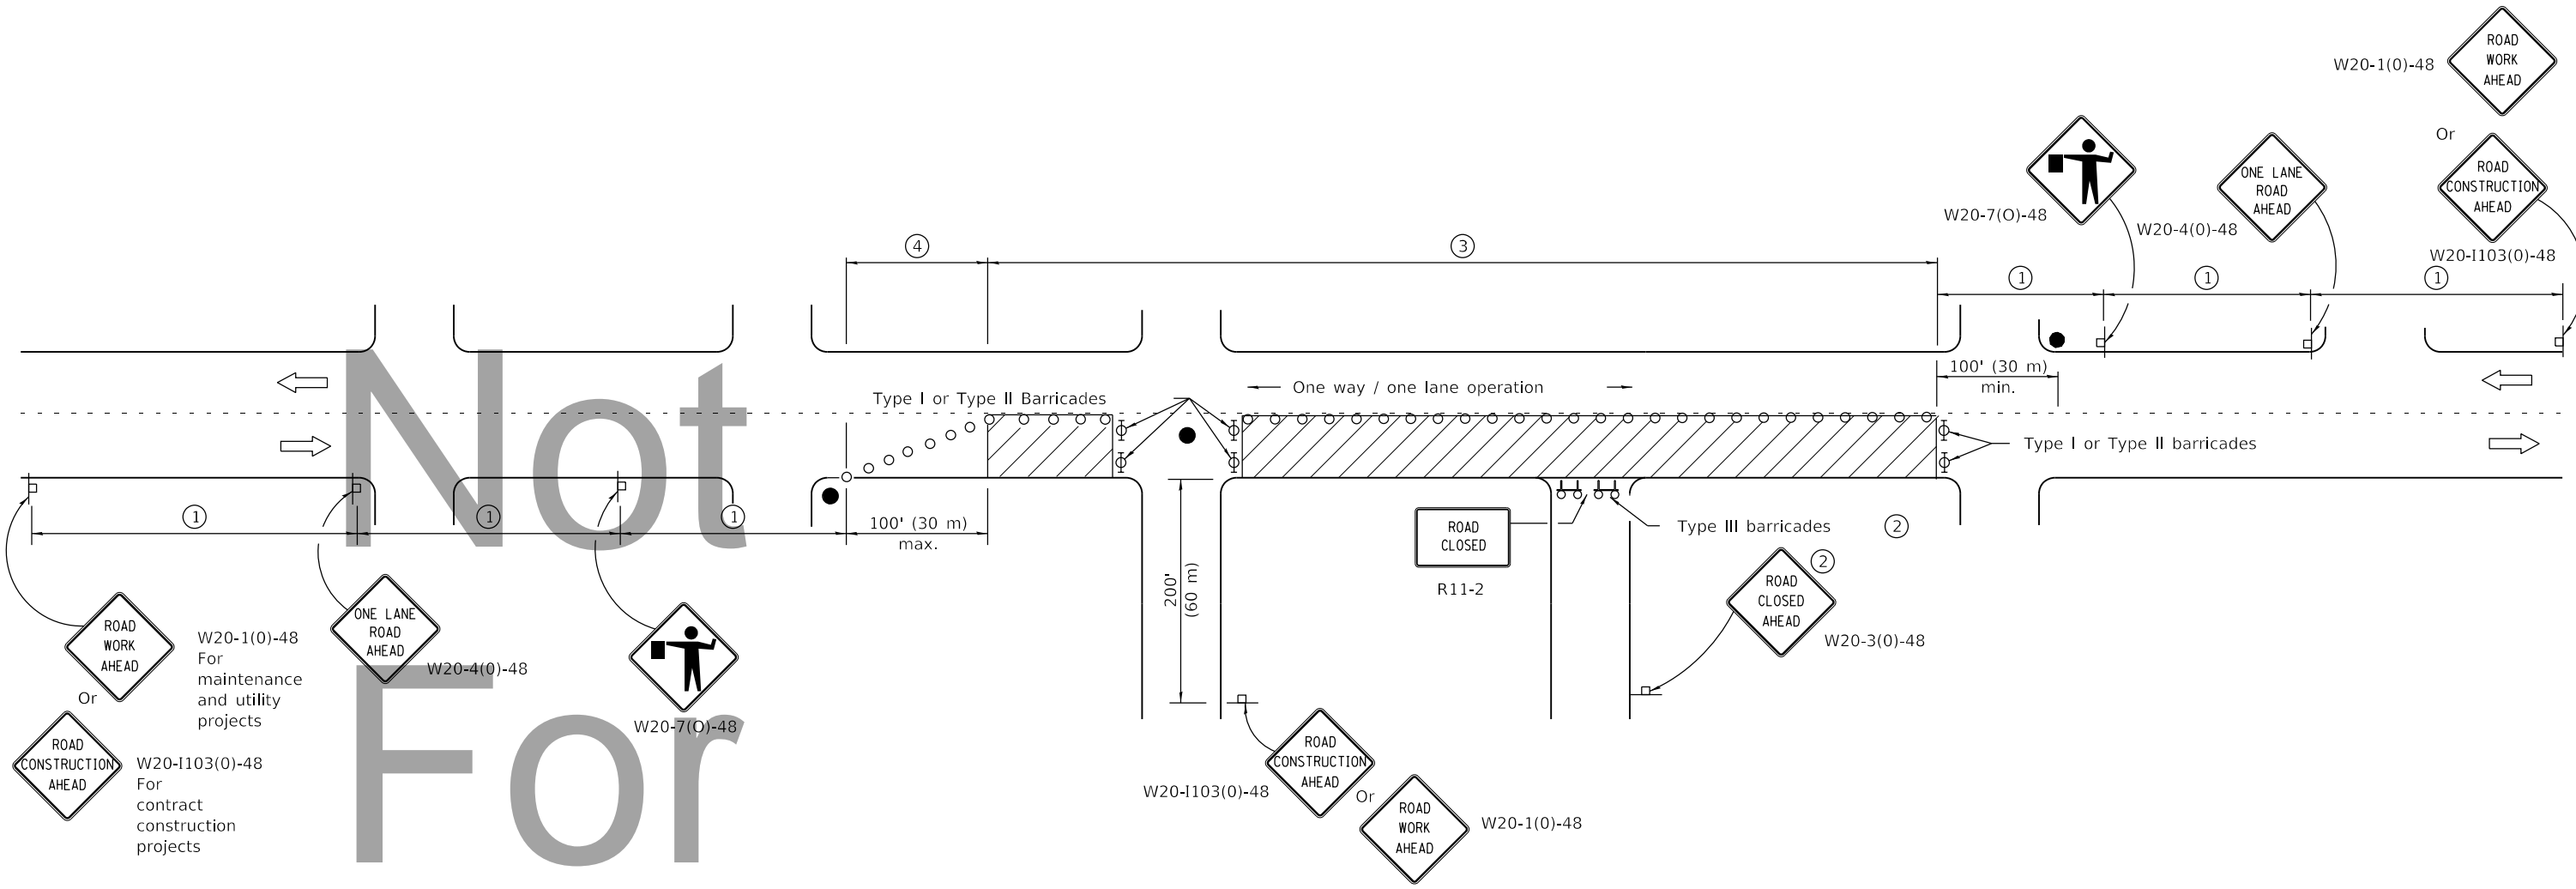 ROAD
WORK
AHEAD
W20-1(0)-48
Or
ROAD
CONSTRUCTION
AHEAD
W20-I103(0)-48
W20-7(O)-48
ONE LANE
ROAD
AHEAD
W20-4(0)-48
4
3
1
1
1
100' (30 m)
min.
Type I or Type II Barricades
One way / one lane operation
Type I or Type II barricades
1
1
1
100' (30 m)
max.
200'
(60 m)
ROAD
CLOSED
R11-2
Type III barricades
2
2
ROAD
CLOSED
AHEAD
W20-3(0)-48
ROAD
WORK
AHEAD
W20-1(0)-48
For
maintenance
and utility
projects
Or
ROAD
CONSTRUCTION
AHEAD
W20-I103(0)-48
For
contract
construction
projects
ONE LANE
ROAD
AHEAD
W20-4(0)-48
W20-7(O)-48
ROAD
CONSTRUCTION
AHEAD
W20-I103(0)-48
Or
ROAD
WORK
AHEAD
W20-1(0)-48
Not
For